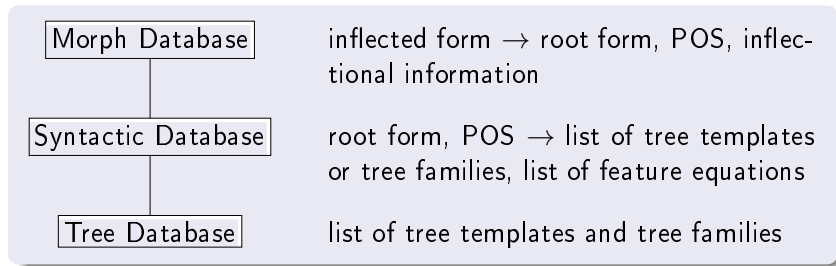 Morph Database
inflected form → root form, POS, inflec-
tional information
Syntactic Database
root form, POS → list of tree templates
or tree families, list of feature equations
Tree Database
list of tree templates and tree families